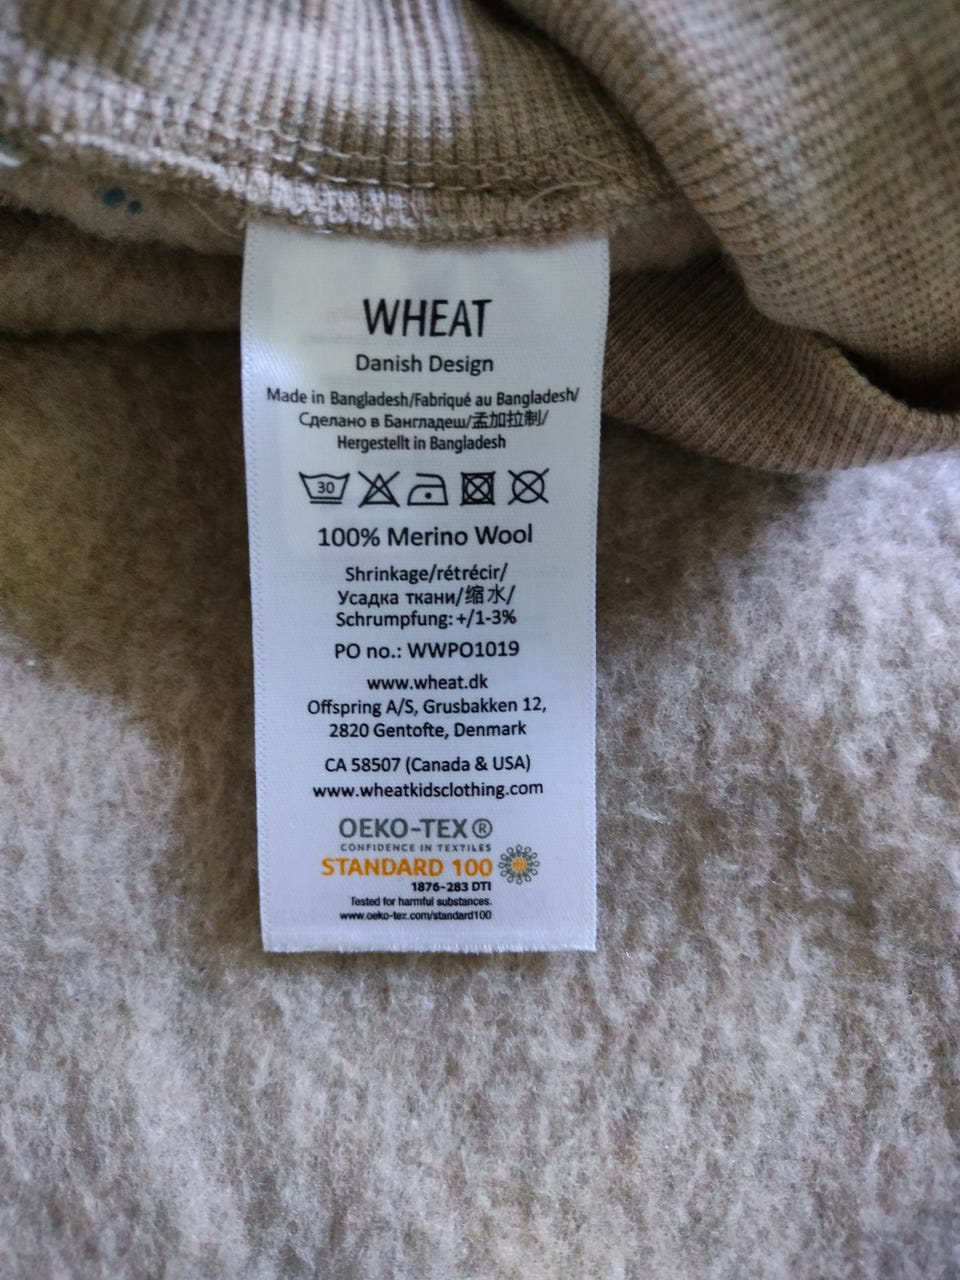 WHEAT
Danish Design
Made in Bangladesh/Fabriqué au Bangladesh/
Сделано в Бангладеш/孟加拉制/
Hergestellt in Bangladesh
30
100% Merino Wool
Shrinkage/rétrécir/
Усадка ткани/缩水/
Schrumpfung: +/1-3%
PO no.: WWPO1019
www.wheat.dk
Offspring A/S, Grusbakken 12,
2820 Gentofte, Denmark
CA 58507 (Canada & USA)
www.wheatkidsclothing.com
OEKO-TEX®
CONFIDENCE IN TEXTILES
STANDARD 100
1876-283 DTI
Tested for harmful substances.
www.oeko-tex.com/standard100